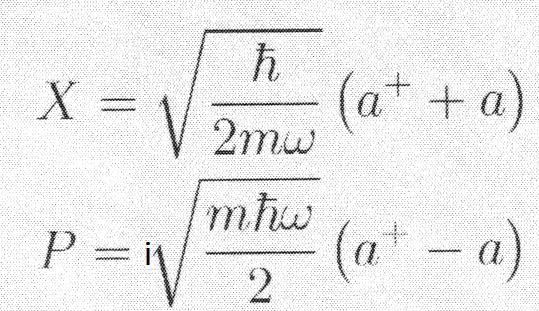 X = √(ħ/2mω) (a⁺ + a)
P = i√(mħω/2) (a⁺ − a)